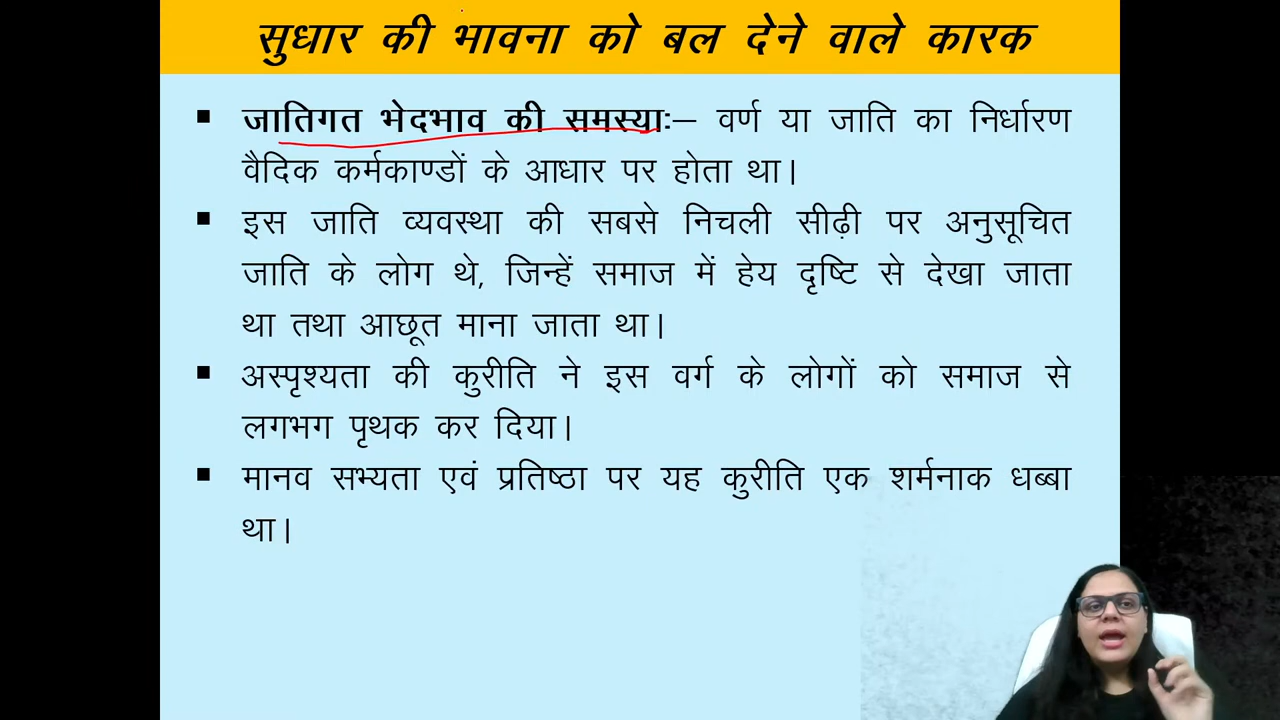 सुधार की भावना को बल देने वाले कारक
▪ जातिगत भेदभाव की समस्याः– वर्ण या जाति का निर्धारण
वैदिक कर्मकाण्डों के आधार पर होता था।
▪ इस जाति व्यवस्था की सबसे निचली सीढ़ी पर अनुसूचित
जाति के लोग थे, जिन्हें समाज में हेय दृष्टि से देखा जाता
था तथा आछूत माना जाता था।
▪ अस्पृश्यता की कुरीति ने इस वर्ग के लोगों को समाज से
लगभग पृथक कर दिया।
▪ मानव सभ्यता एवं प्रतिष्ठा पर यह कुरीति एक शर्मनाक धब्बा
था।